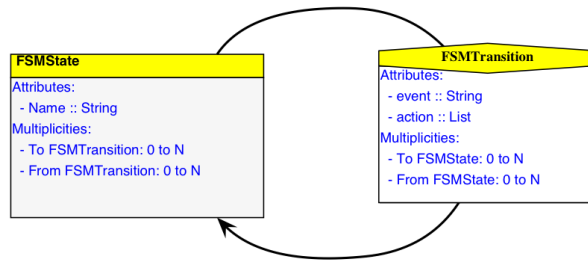 FSMState
Attributes:
- Name :: String
Multiplicities:
- To FSMTransition: 0 to N
- From FSMTransition: 0 to N
FSMTransition
Attributes:
- event :: String
- action :: List
Multiplicities:
- To FSMState: 0 to N
- From FSMState: 0 to N